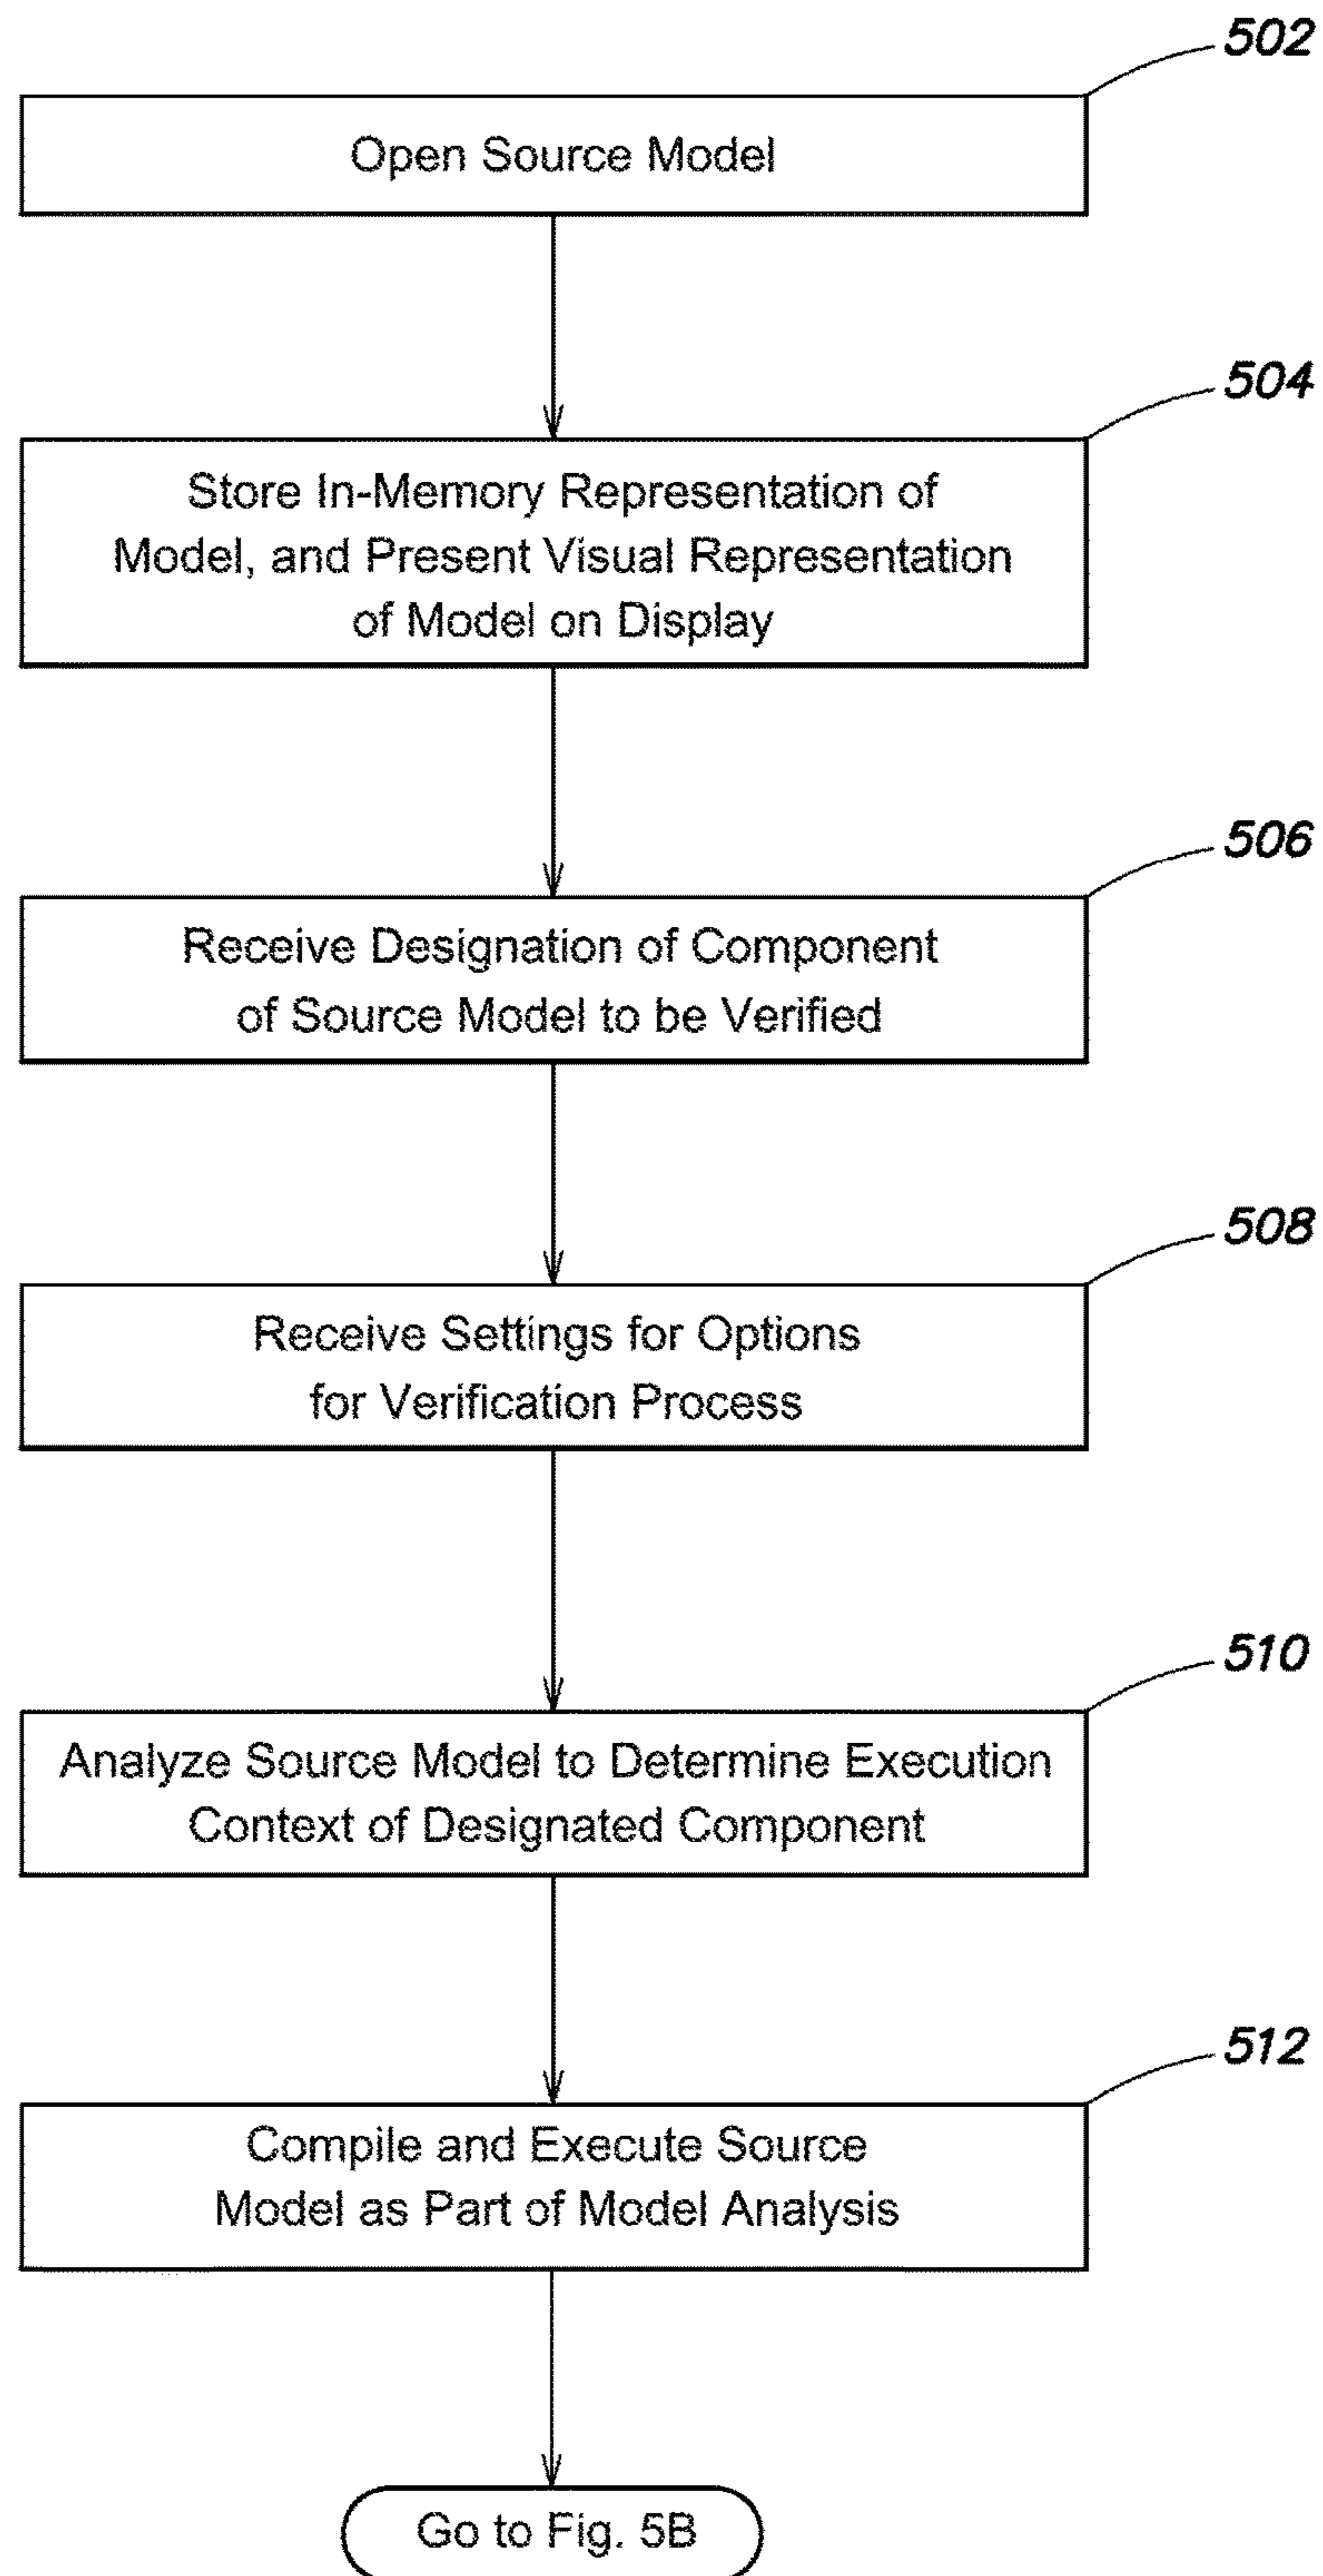 502
Open Source Model
504
Store In-Memory Representation of
Model, and Present Visual Representation
of Model on Display
506
Receive Designation of Component
of Source Model to be Verified
508
Receive Settings for Options
for Verification Process
510
Analyze Source Model to Determine Execution
Context of Designated Component
512
Compile and Execute Source
Model as Part of Model Analysis
Go to Fig. 5B